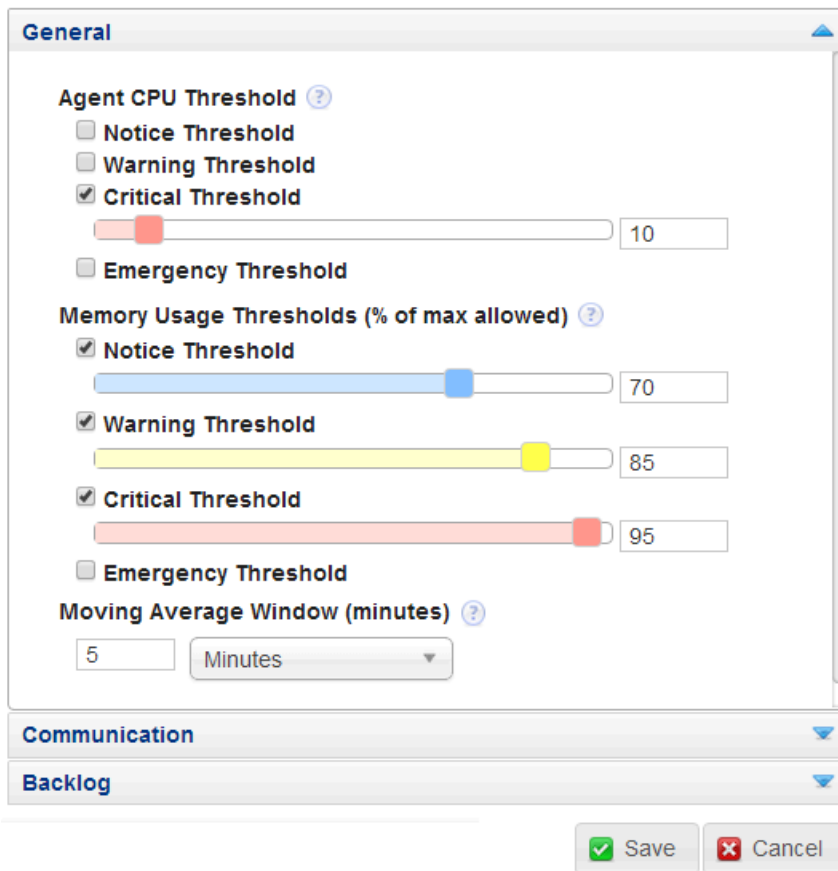 General
Agent CPU Threshold ?
Notice Threshold
Warning Threshold
Critical Threshold
10
Emergency Threshold
Memory Usage Thresholds (% of max allowed) ?
Notice Threshold
70
Warning Threshold
85
Critical Threshold
95
Emergency Threshold
Moving Average Window (minutes) ?
5 Minutes
Communication
Backlog
Save Cancel